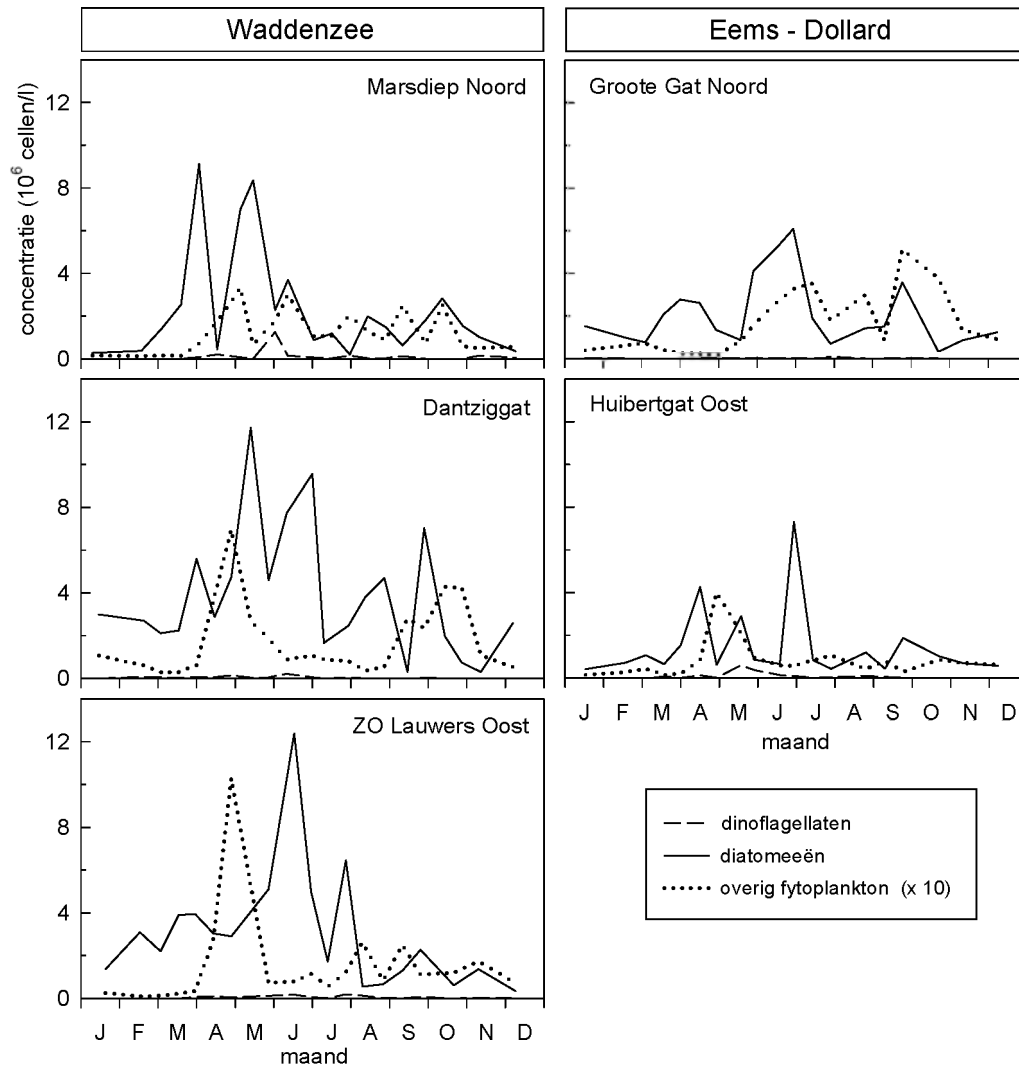 Waddenzee
Eems - Dollard
concentratie (10⁶ cellen/l)
Marsdiep Noord
12
8
4
0
Groote Gat Noord
Dantziggat
12
8
4
0
Huibertgat Oost
J F M A M J J A S O N D
maand
ZO Lauwers Oost
12
8
4
0
J F M A M J J A S O N D
maand
dinoflagellaten
diatomeeën
overig fytoplankton (x 10)